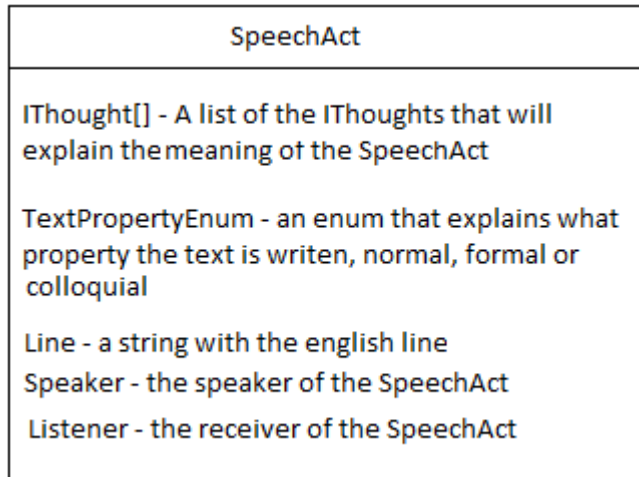 SpeechAct
IThought[] - A list of the IThoughts that will
explain the meaning of the SpeechAct
TextPropertyEnum - an enum that explains what
property the text is writen, normal, formal or
colloquial
Line - a string with the english line
Speaker - the speaker of the SpeechAct
Listener - the receiver of the SpeechAct